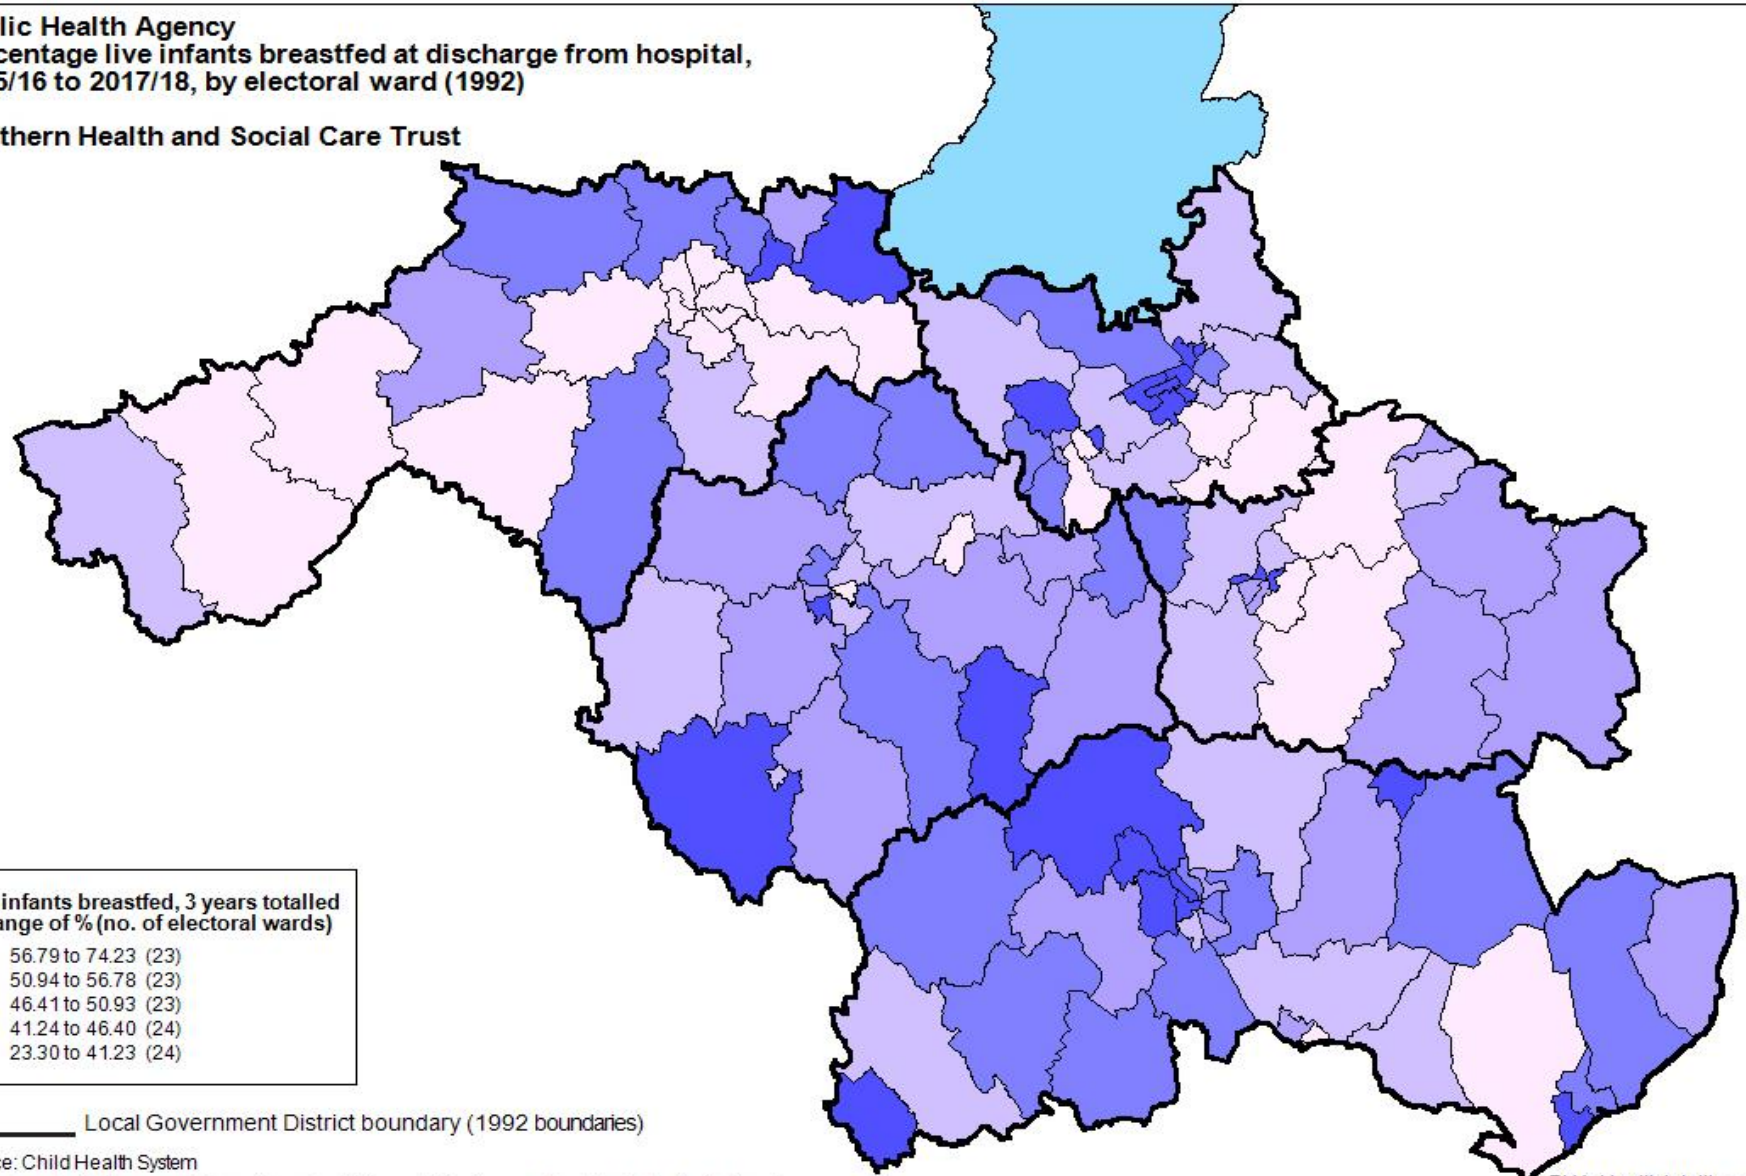 lic Health Agency
centage live infants breastfed at discharge from hospital,
5/16 to 2017/18, by electoral ward (1992)
thern Health and Social Care Trust
infants breastfed, 3 years totalled
ange of % (no. of electoral wards)
56.79 to 74.23 (23)
50.94 to 56.78 (23)
46.41 to 50.93 (23)
41.24 to 46.40 (24)
23.30 to 41.23 (24)
Local Government District boundary (1992 boundaries)
ce: Child Health System